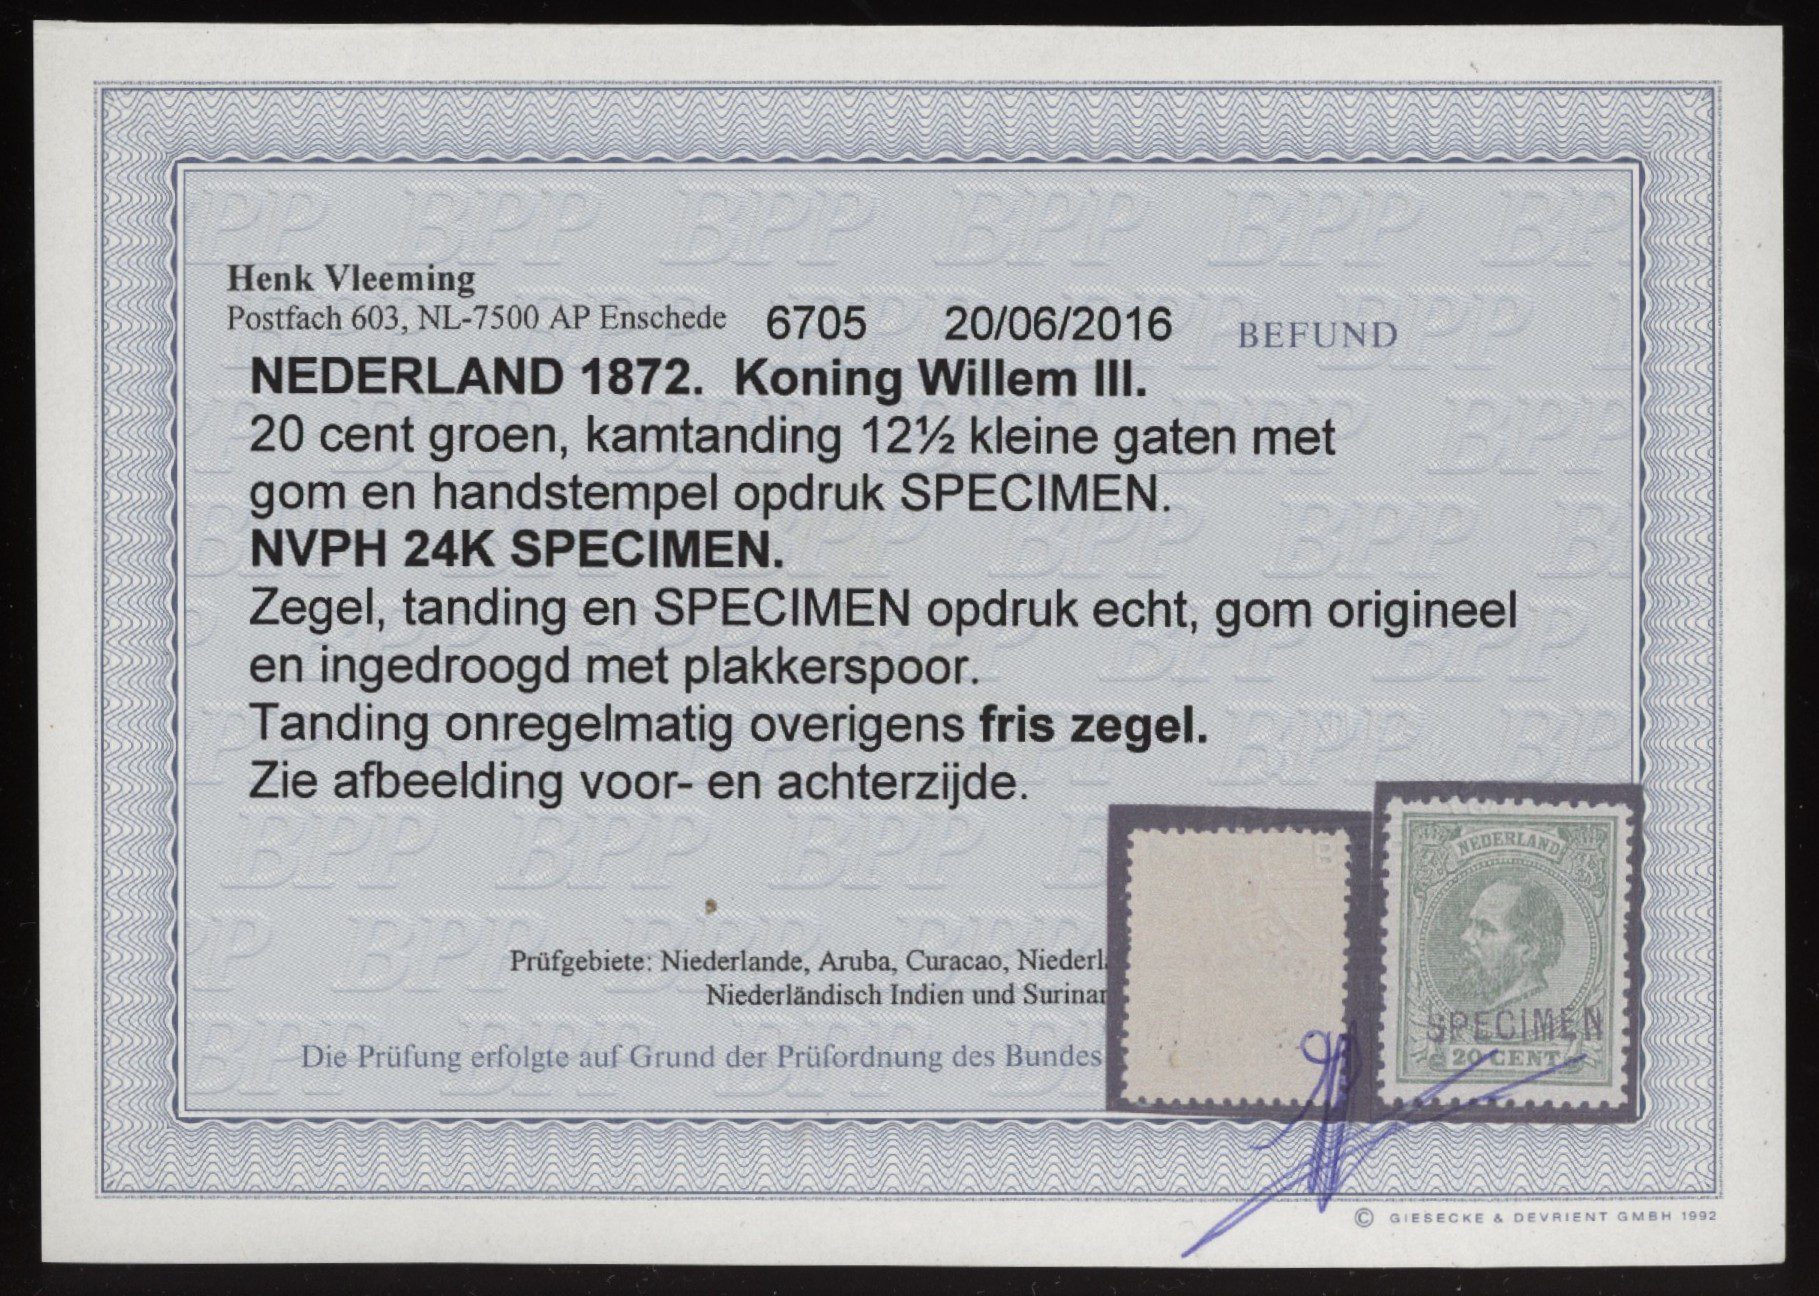 Henk Vleeming
Postfach 603, NL-7500 AP Enschede 6705 20/06/2016 BEFUND
NEDERLAND 1872. Koning Willem III.
20 cent groen, kamtanding 12½ kleine gaten met
gom en handstempel opdruk SPECIMEN.
NVPH 24K SPECIMEN.
Zegel, tanding en SPECIMEN opdruk echt, gom origineel
en ingedroogd met plakkerspoor.
Tanding onregelmatig overigens fris zegel.
Zie afbeelding voor- en achterzijde.
NEDERLAND
SPECIMEN
20 CENT
Prüfgebiete: Niederlande, Aruba, Curacao, Niederl
Niederländisch Indien und Surinam
Die Prüfung erfolgte auf Grund der Prüfordnung des Bundes
© GIESECKE & DEVRIENT GMBH 1992
BPP